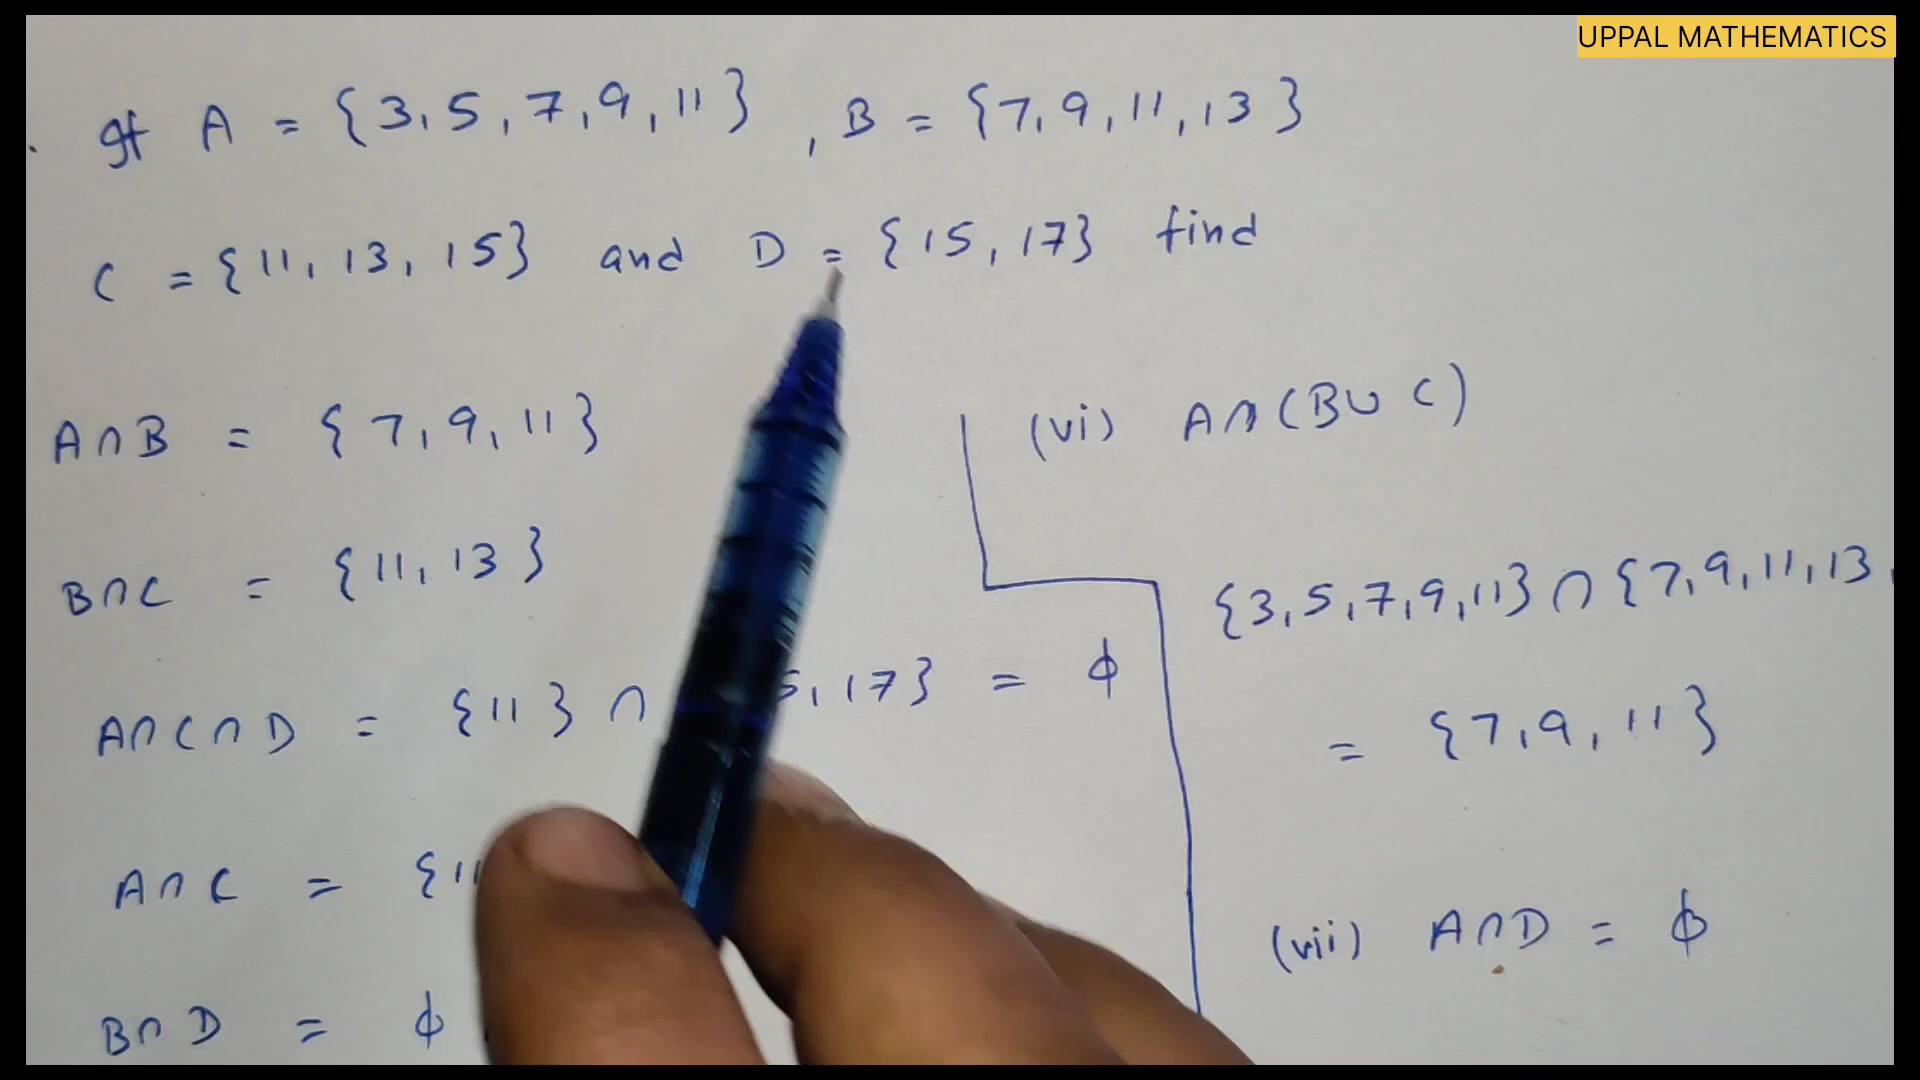 UPPAL MATHEMATICS
. If A = {3, 5, 7, 9, 11} , B = {7, 9, 11, 13}
C = {11, 13, 15} and D = {15, 17} find
A∩B = {7, 9, 11}
B∩C = {11, 13}
A∩C∩D = {11} ∩ 5, 17} = ϕ
A∩C = {11
B∩D = ϕ
(vi) A∩(B∪C)
{3, 5, 7, 9, 11} ∩ {7, 9, 11, 13,
= {7, 9, 11}
(vii) A∩D = ϕ